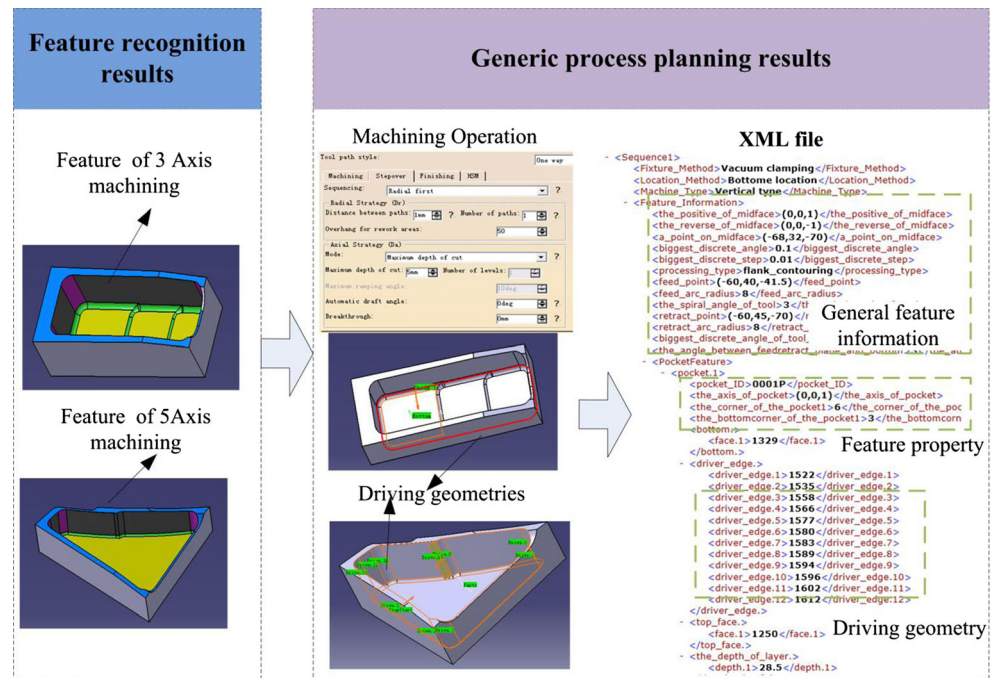 Feature recognition
results
Generic process planning results
Feature of 3 Axis
machining
Feature of 5Axis
machining
Machining Operation
Tool path style:
One way
Machining Stepover Finishing HSM
Sequencing: Radial first ?
Radial Strategy (Dr)
Distance between paths: 1mm ? Number of paths: 1 ?
Overhang for rework areas: 50
Axial Strategy (Da)
Mode: Maximum depth of cut ?
Maximum depth of cut: 5mm Number of levels: 1
Maximum ramping angle: 10deg
Automatic draft angle: 0deg ?
Breakthrough: 0mm ?
Bottom
Driving geometries
XML file
- <Sequence1>
<Fixture_Method>Vacuum clamping</Fixture_Method>
<Location_Method>Bottome location</Location_Method>
<Machine_Type>Vertical type</Machine_Type>
- <Feature_Information>
<the_positive_of_midface>(0,0,1)</the_positive_of_midface>
<the_reverse_of_midface>(0,0,-1)</the_reverse_of_midface>
<a_point_on_midface>(-68,32,-70)</a_point_on_midface>
<biggest_discrete_angle>0.1</biggest_discrete_angle>
<biggest_discrete_step>0.01</biggest_discrete_step>
<processing_type>flank_contouring</processing_type>
<feed_point>(-60,40,-41.5)</feed_point>
<feed_arc_radius>8</feed_arc_radius>
<the_spiral_angle_of_tool>3</th
<retract_point>(-60,45,-70)</r
<retract_arc_radius>8</retract_
<biggest_discrete_angle_of_tool_
General feature
information
- <PocketFeature>
- <pocket.1>
<pocket_ID>0001P</pocket_ID>
<the_axis_of_pocket>(0,0,1)</the_axis_of_pocket>
<the_corner_of_the_pocket1>6</the_corner_of_the_poc
<the_bottomcorner_of_the_pocket1>3</the_bottomcorn
<bottom.>
<face.1>1329</face.1>
</bottom.>
Feature property
- <driver_edge.>
<driver_edge.1>1522</driver_edge.1>
<driver_edge.2>1535</driver_edge.2>
<driver_edge.3>1558</driver_edge.3>
<driver_edge.4>1566</driver_edge.4>
<driver_edge.5>1577</driver_edge.5>
<driver_edge.6>1580</driver_edge.6>
<driver_edge.7>1583</driver_edge.7>
<driver_edge.8>1589</driver_edge.8>
<driver_edge.9>1594</driver_edge.9>
<driver_edge.10>1596</driver_edge.10>
<driver_edge.11>1602</driver_edge.11>
<driver_edge.12>1612</driver_edge.12>
</driver_edge.>
- <top_face.>
<face.1>1250</face.1>
</top_face.>
Driving geometry
- <the_depth_of_layer.>
<depth.1>28.5</depth.1>